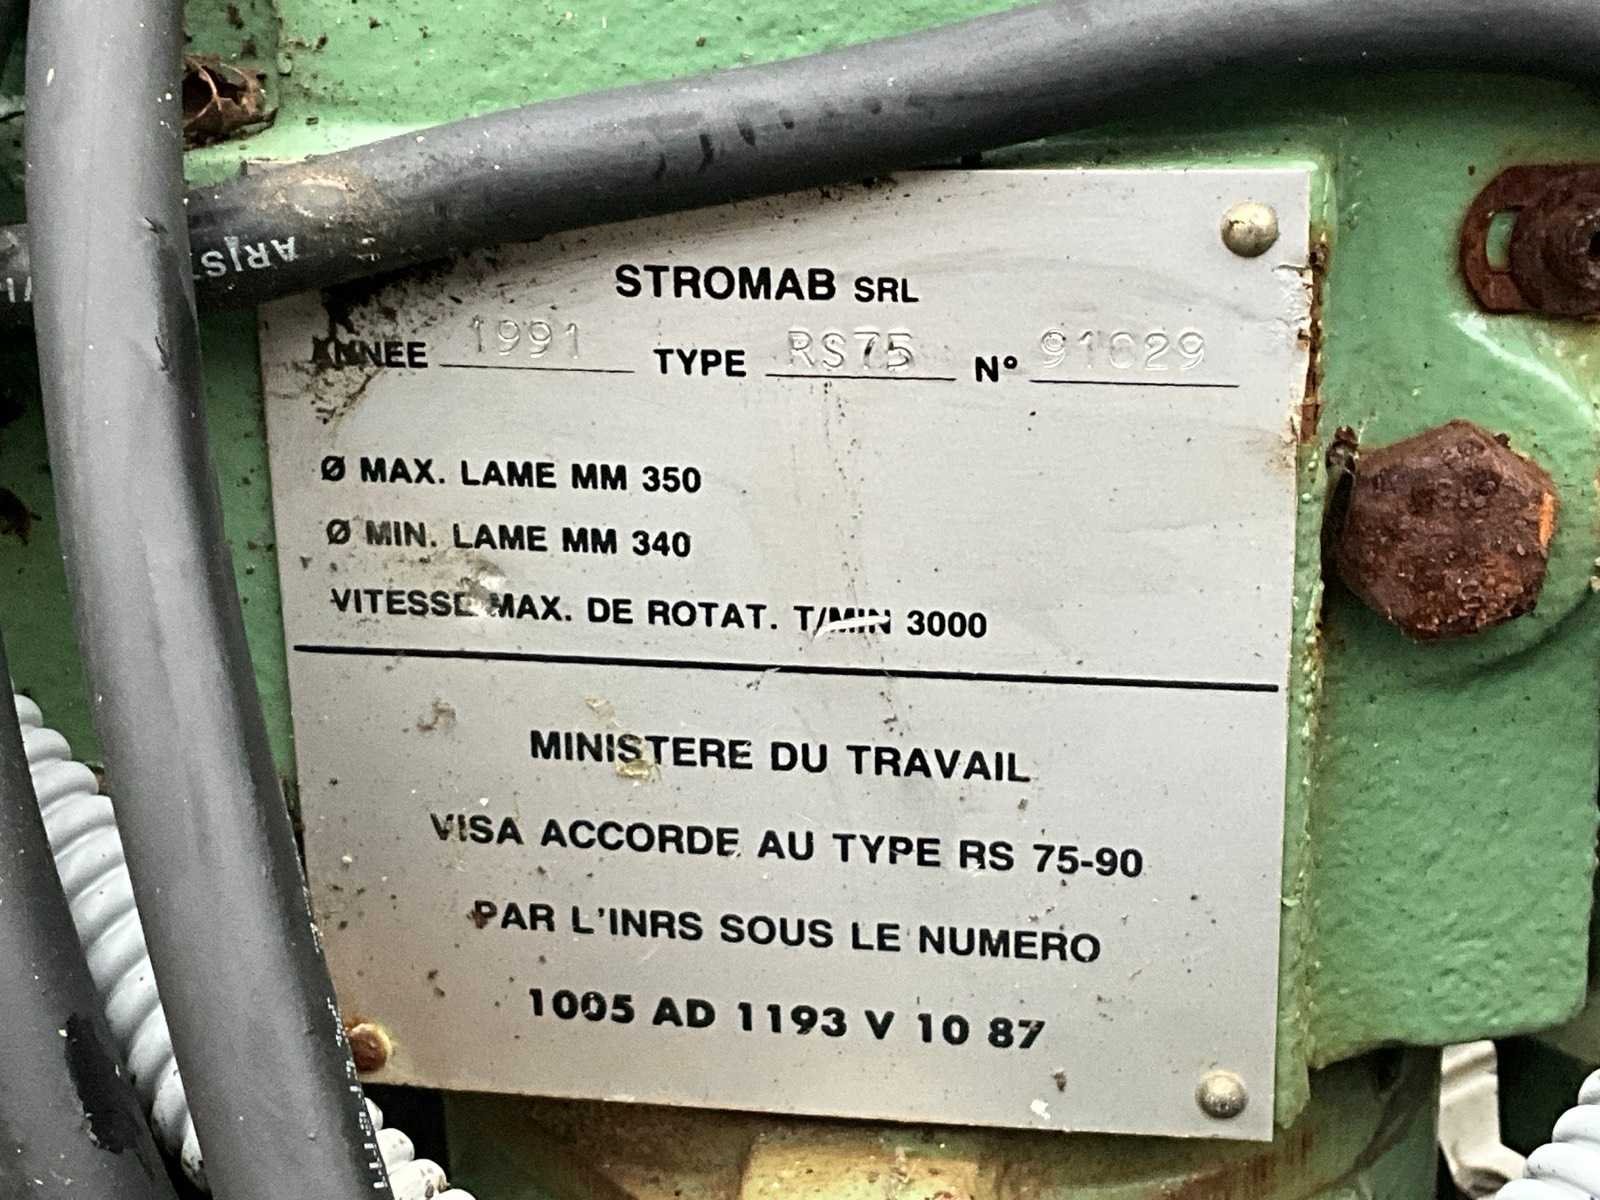 STROMAB SRL
ANNEE 1991 TYPE RS75 N° 91029
Ø MAX. LAME MM 350
Ø MIN. LAME MM 340
VITESSE MAX. DE ROTAT. T/MIN 3000
MINISTERE DU TRAVAIL
VISA ACCORDE AU TYPE RS 75-90
PAR L'INRS SOUS LE NUMERO
1005 AD 1193 V 10 87